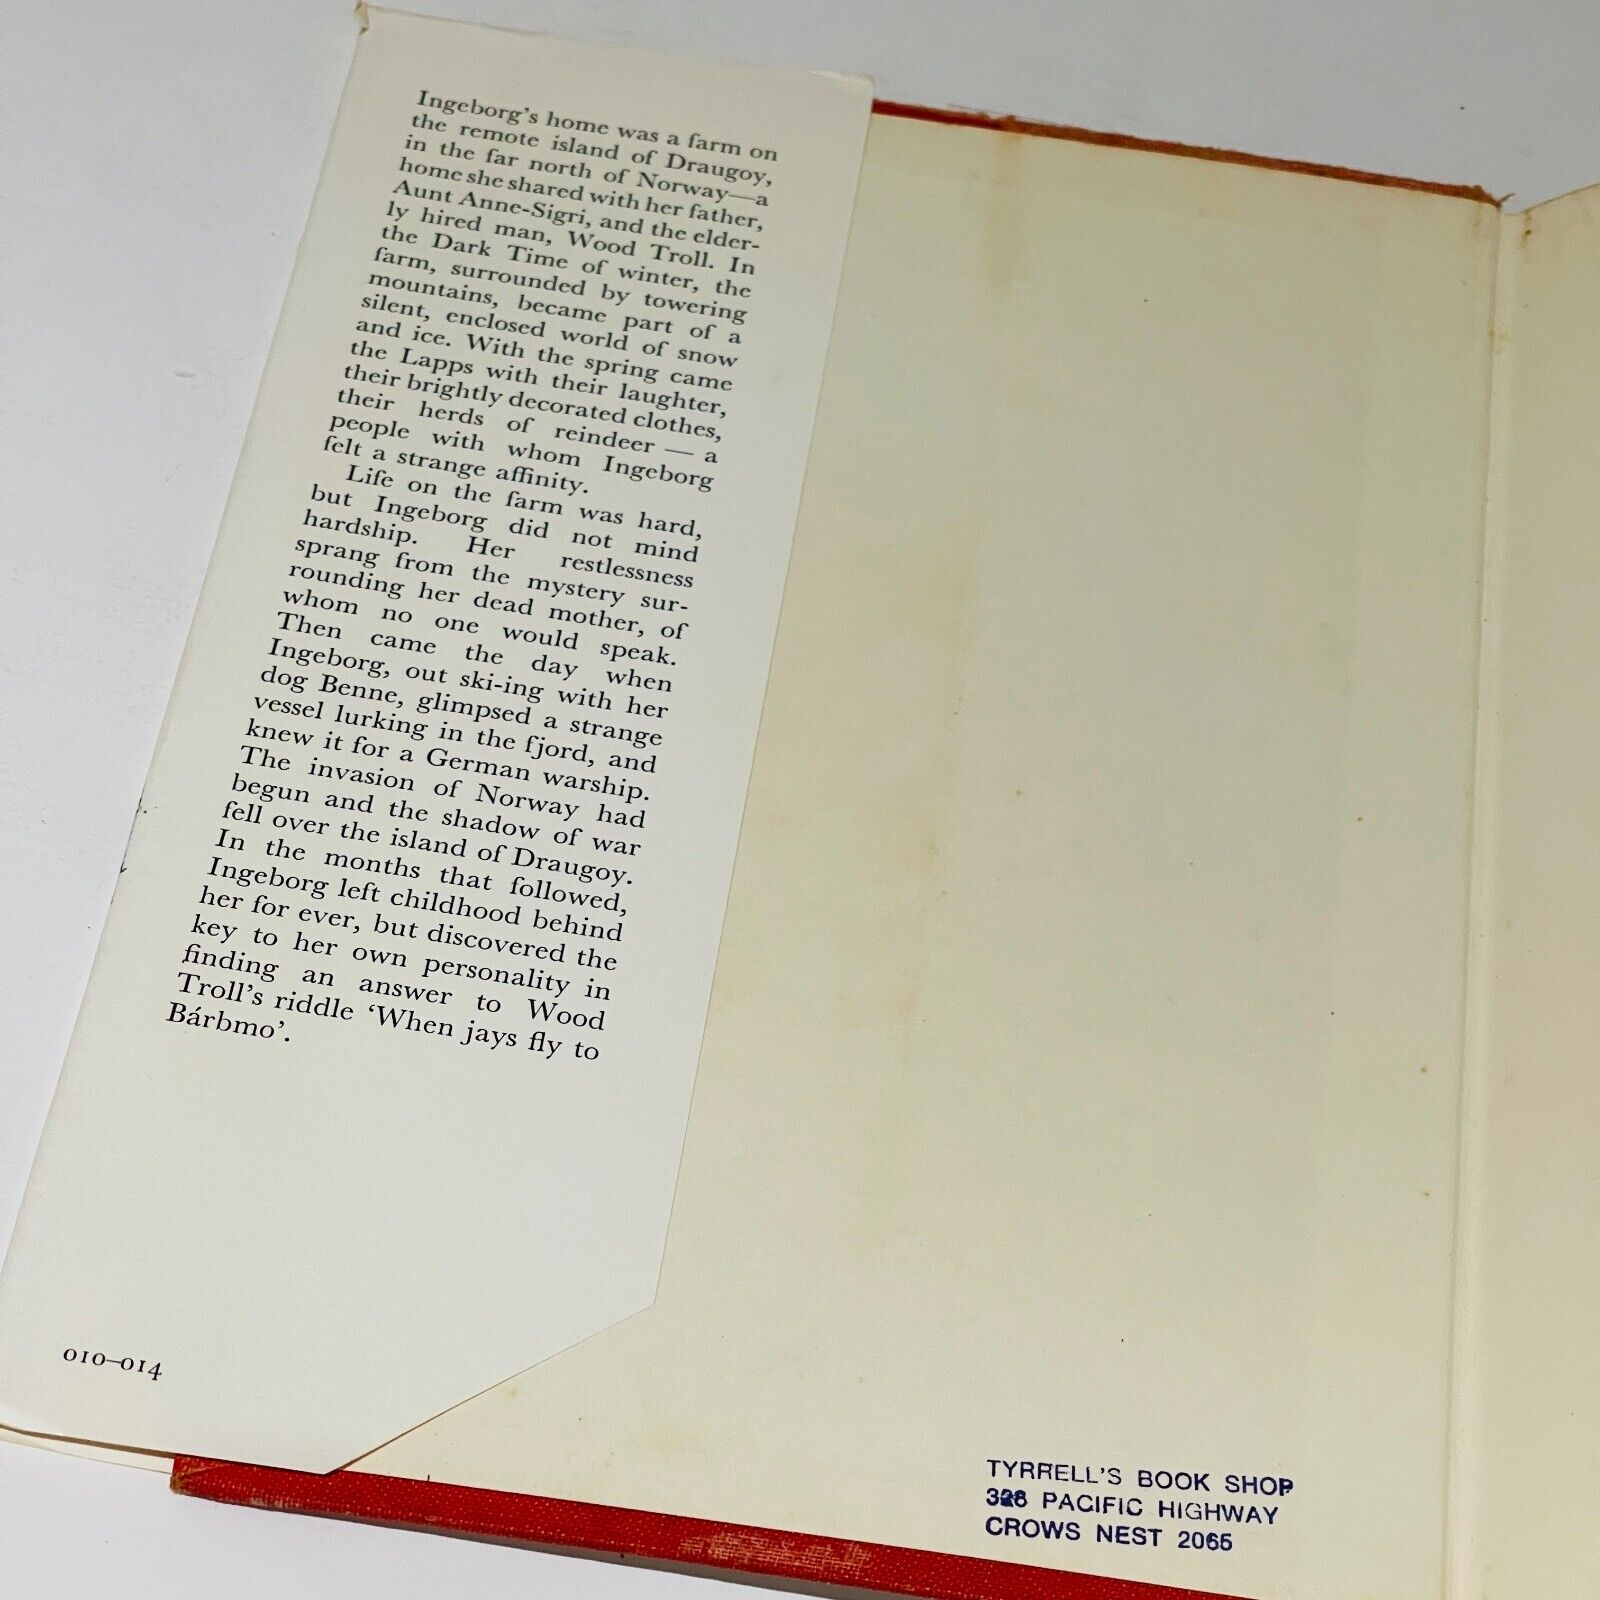 Ingeborg's home was a farm on
the remote island of Draugoy,
in the far north of Norway—a
home she shared with her father,
Aunt Anne-Sigri, and the elder-
ly hired man, Wood Troll. In
the Dark Time of winter, the
farm, surrounded by towering
mountains, became part of a
silent, enclosed world of snow
and ice. With the spring came
the Lapps with their laughter,
their brightly decorated clothes,
their herds of reindeer — a
people with whom Ingeborg
felt a strange affinity.
Life on the farm was hard,
but Ingeborg did not mind
hardship. Her restlessness
sprang from the mystery sur-
rounding her dead mother, of
whom no one would speak.
Then came the day when
Ingeborg, out ski-ing with her
dog Benne, glimpsed a strange
vessel lurking in the fjord, and
knew it for a German warship.
The invasion of Norway had
begun and the shadow of war
fell over the island of Draugoy.
In the months that followed,
Ingeborg left childhood behind
her for ever, but discovered the
key to her own personality in
finding an answer to Wood
Troll's riddle 'When jays fly to
Bárbmo'.
010–014
TYRRELL'S BOOK SHOP
PACIFIC HIGHWAY
CROWS NEST 2065